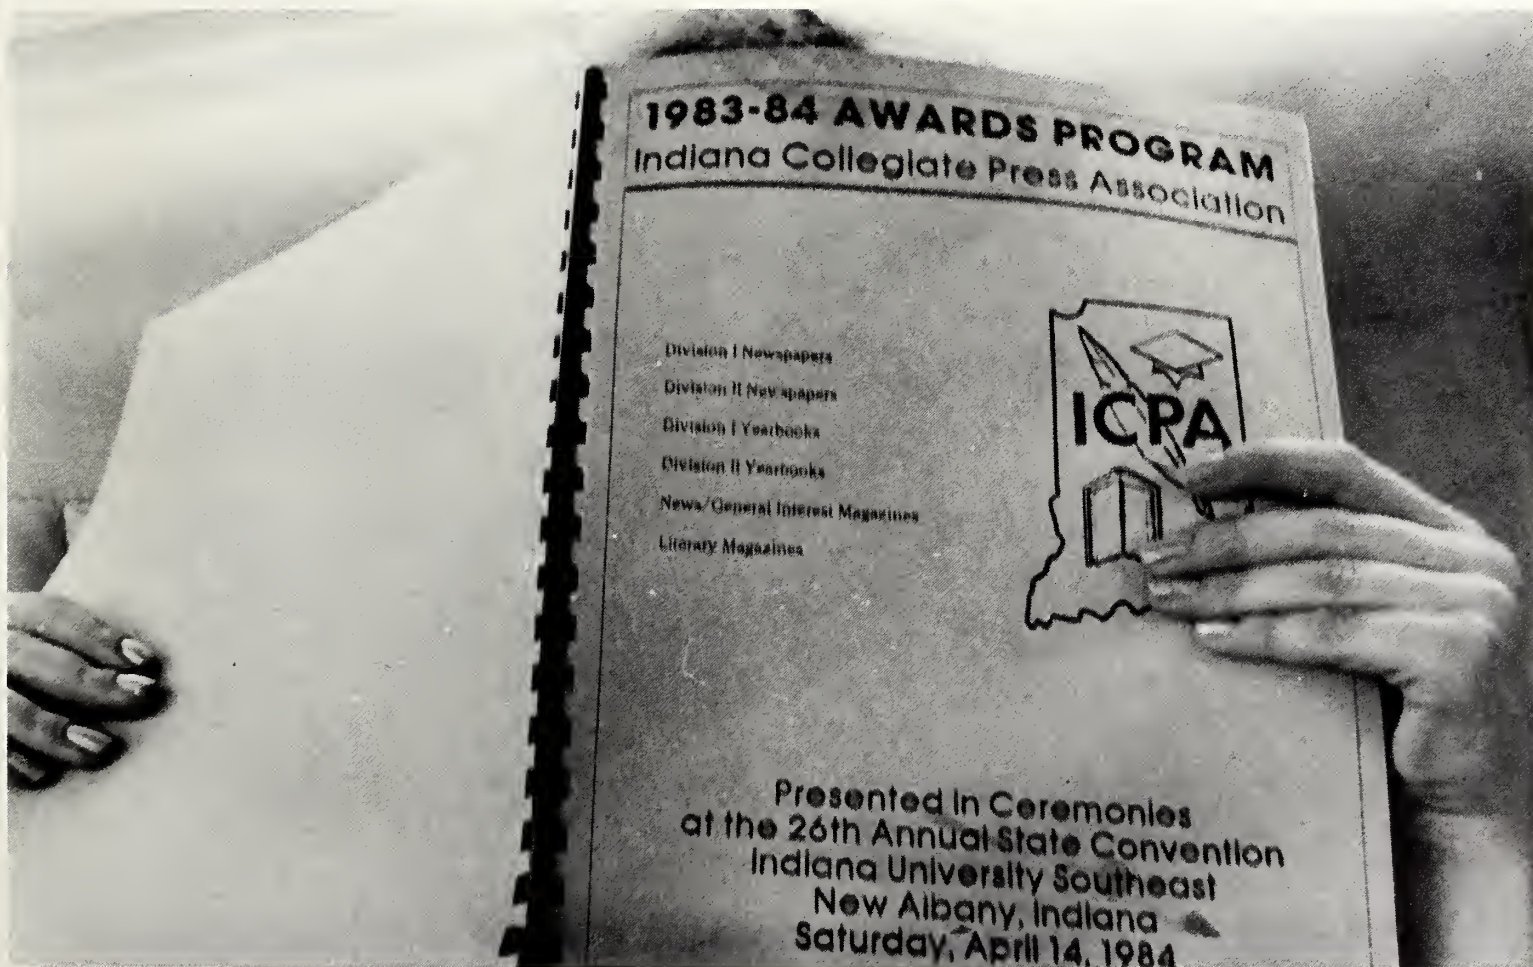 1983-84 AWARDS PROGRAM
Indiana Collegiate Press Association
Division I Newspapers
Division II Newspapers
Division I Yearbooks
Division II Yearbooks
News/General Interest Magazines
Literary Magazines
ICPA
Presented in Ceremonies
at the 26th Annual State Convention
Indiana University Southeast
New Albany, Indiana
Saturday, April 14, 1984